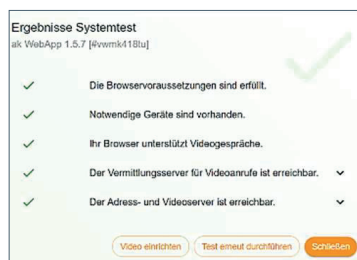 Ergebnisse Systemtest
ak WebApp 1.5.7 [#vwmk418tu]
Die Browservoraussetzungen sind erfüllt.
Notwendige Geräte sind vorhanden.
Ihr Browser unterstützt Videogespräche.
Der Vermittlungsserver für Videoanrufe ist erreichbar.
Der Adress- und Videoserver ist erreichbar.
Video einrichten Test erneut durchführen Schließen